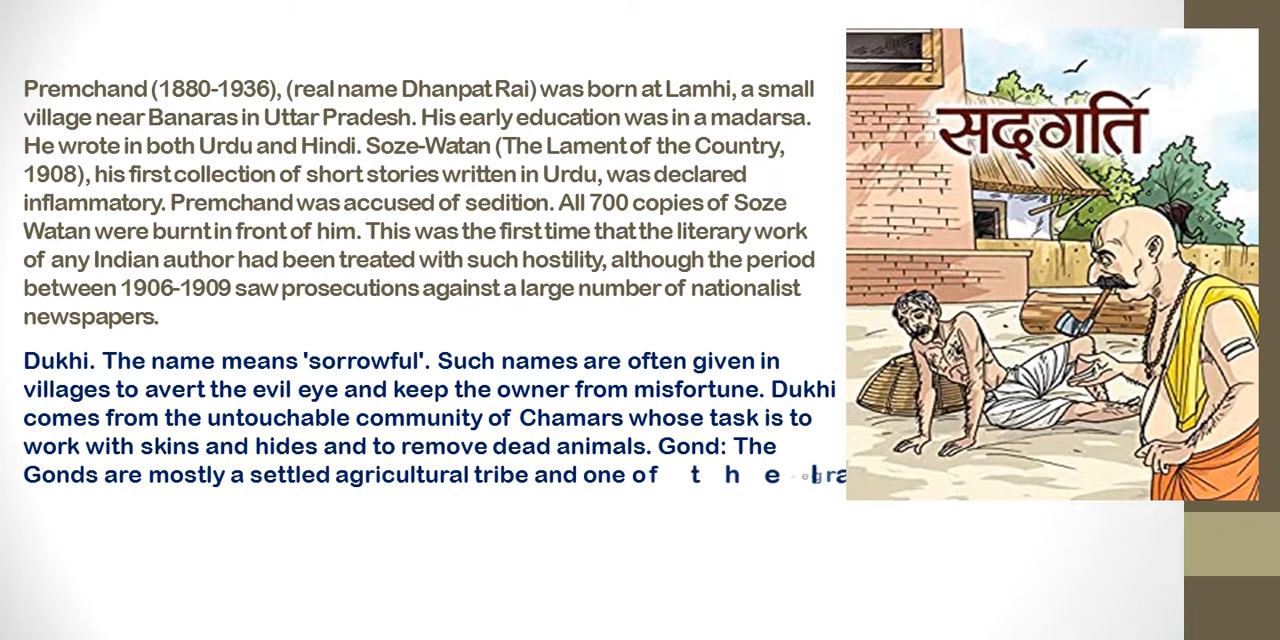 Premchand (1880-1936), (real name Dhanpat Rai) was born at Lamhi, a small
village near Banaras in Uttar Pradesh. His early education was in a madarsa.
He wrote in both Urdu and Hindi. Soze-Watan (The Lament of the Country,
1908), his first collection of short stories written in Urdu, was declared
inflammatory. Premchand was accused of sedition. All 700 copies of Soze
Watan were burnt in front of him. This was the first time that the literary work
of any Indian author had been treated with such hostility, although the period
between 1906-1909 saw prosecutions against a large number of nationalist
newspapers.
Dukhi. The name means 'sorrowful'. Such names are often given in
villages to avert the evil eye and keep the owner from misfortune. Dukhi
comes from the untouchable community of Chamars whose task is to
work with skins and hides and to remove dead animals. Gond: The
Gonds are mostly a settled agricultural tribe and one of the
सद्गति